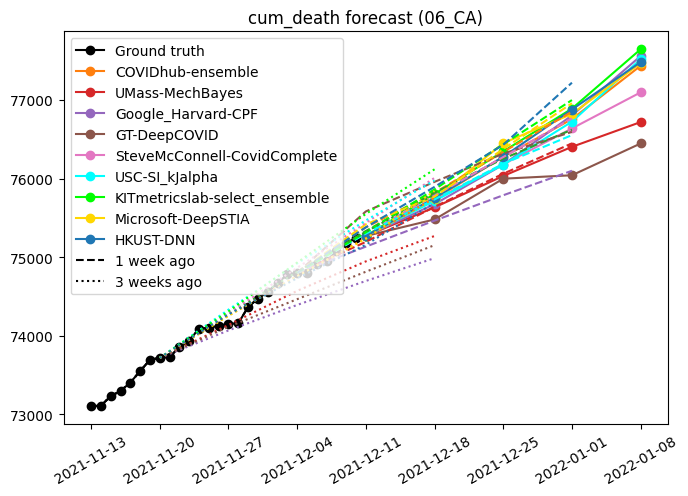 cum_death forecast (06_CA)
Ground truth
COVIDhub-ensemble
UMass-MechBayes
Google_Harvard-CPF
GT-DeepCOVID
SteveMcConnell-CovidComplete
USC-SI_kJalpha
KITmetricslab-select_ensemble
Microsoft-DeepSTIA
HKUST-DNN
1 week ago
3 weeks ago
77000
76000
75000
74000
73000
2021-11-13
2021-11-20
2021-11-27
2021-12-04
2021-12-11
2021-12-18
2021-12-25
2022-01-01
2022-01-08